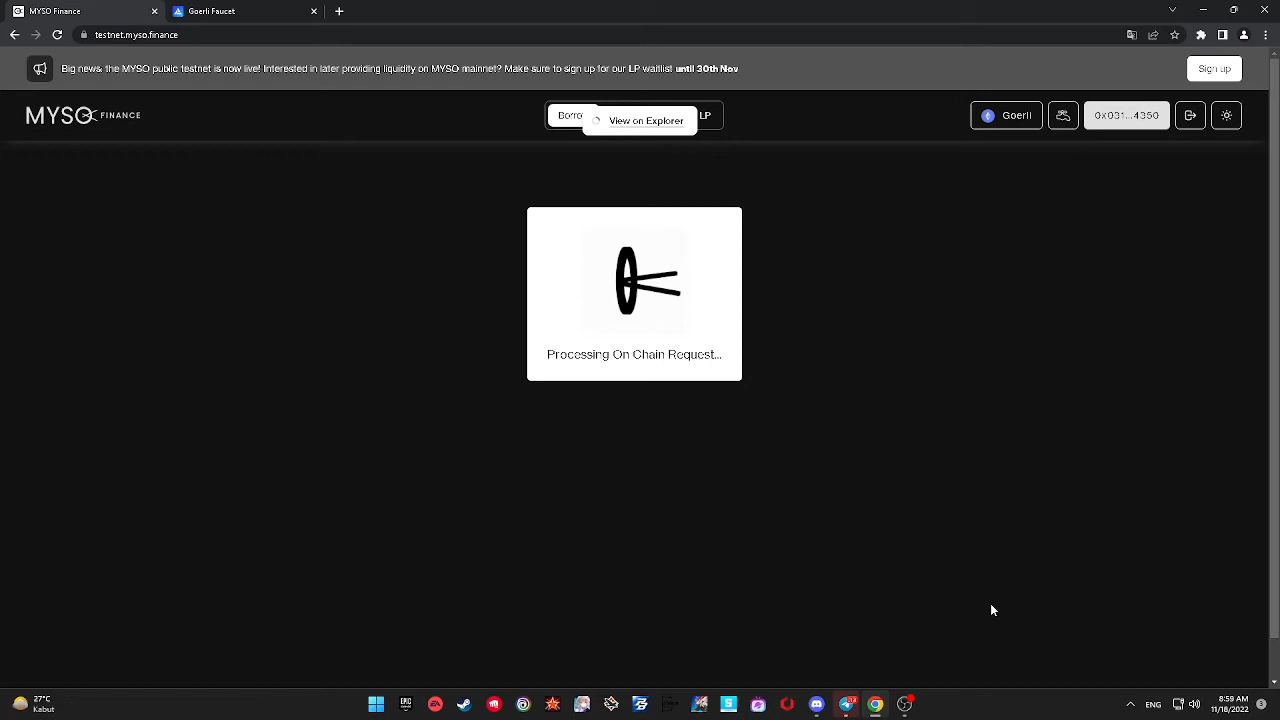 MYSO Finance
Goerli Faucet
testnet.myso.finance
Big news, the MYSO public testnet is now live! Interested in later providing liquidity on MYSO mainnet? Make sure to sign up for our LP waitlist until 30th Nov
Sign up
MYSO FINANCE
Borro
View on Explorer
LP
Goerli
0x031...4350
Processing On Chain Request...
27°C
Kabut
ENG
8:59 AM
11/18/2022